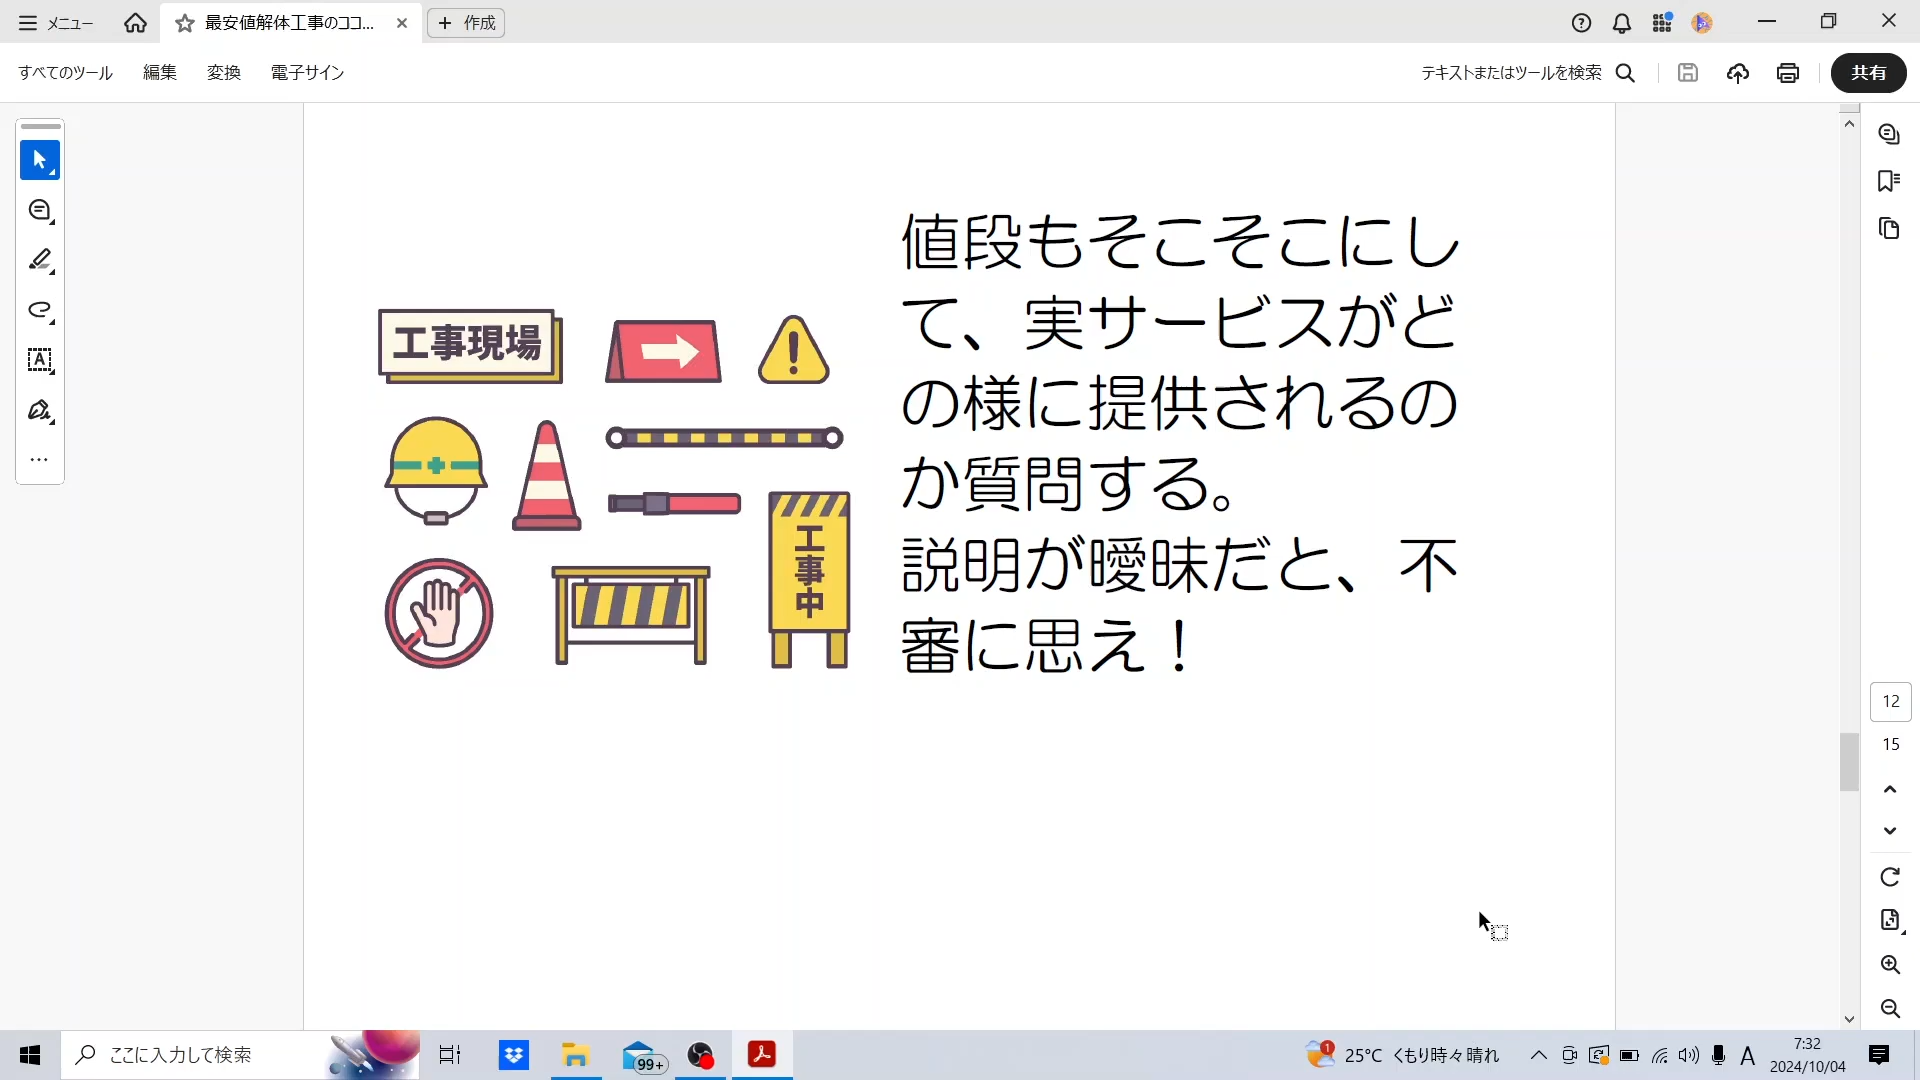 メニュー
最安値解体工事のココ...
作成
すべてのツール
編集
変換
電子サイン
テキストまたはツールを検索
共有
工事現場
工事中
値段もそこそこにし
て、実サービスがど
の様に提供されるの
か質問する。
説明が曖昧だと、不
審に思え！
12
15
ここに入力して検索
99+
1
25°C くもり時々晴れ
A
7:32
2024/10/04